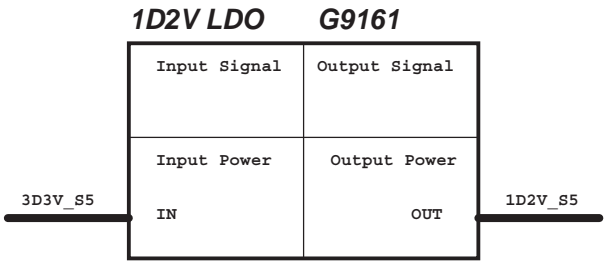 1D2V LDO G9161
Input Signal Output Signal
Input Power Output Power
3D3V_S5 IN OUT 1D2V_S5